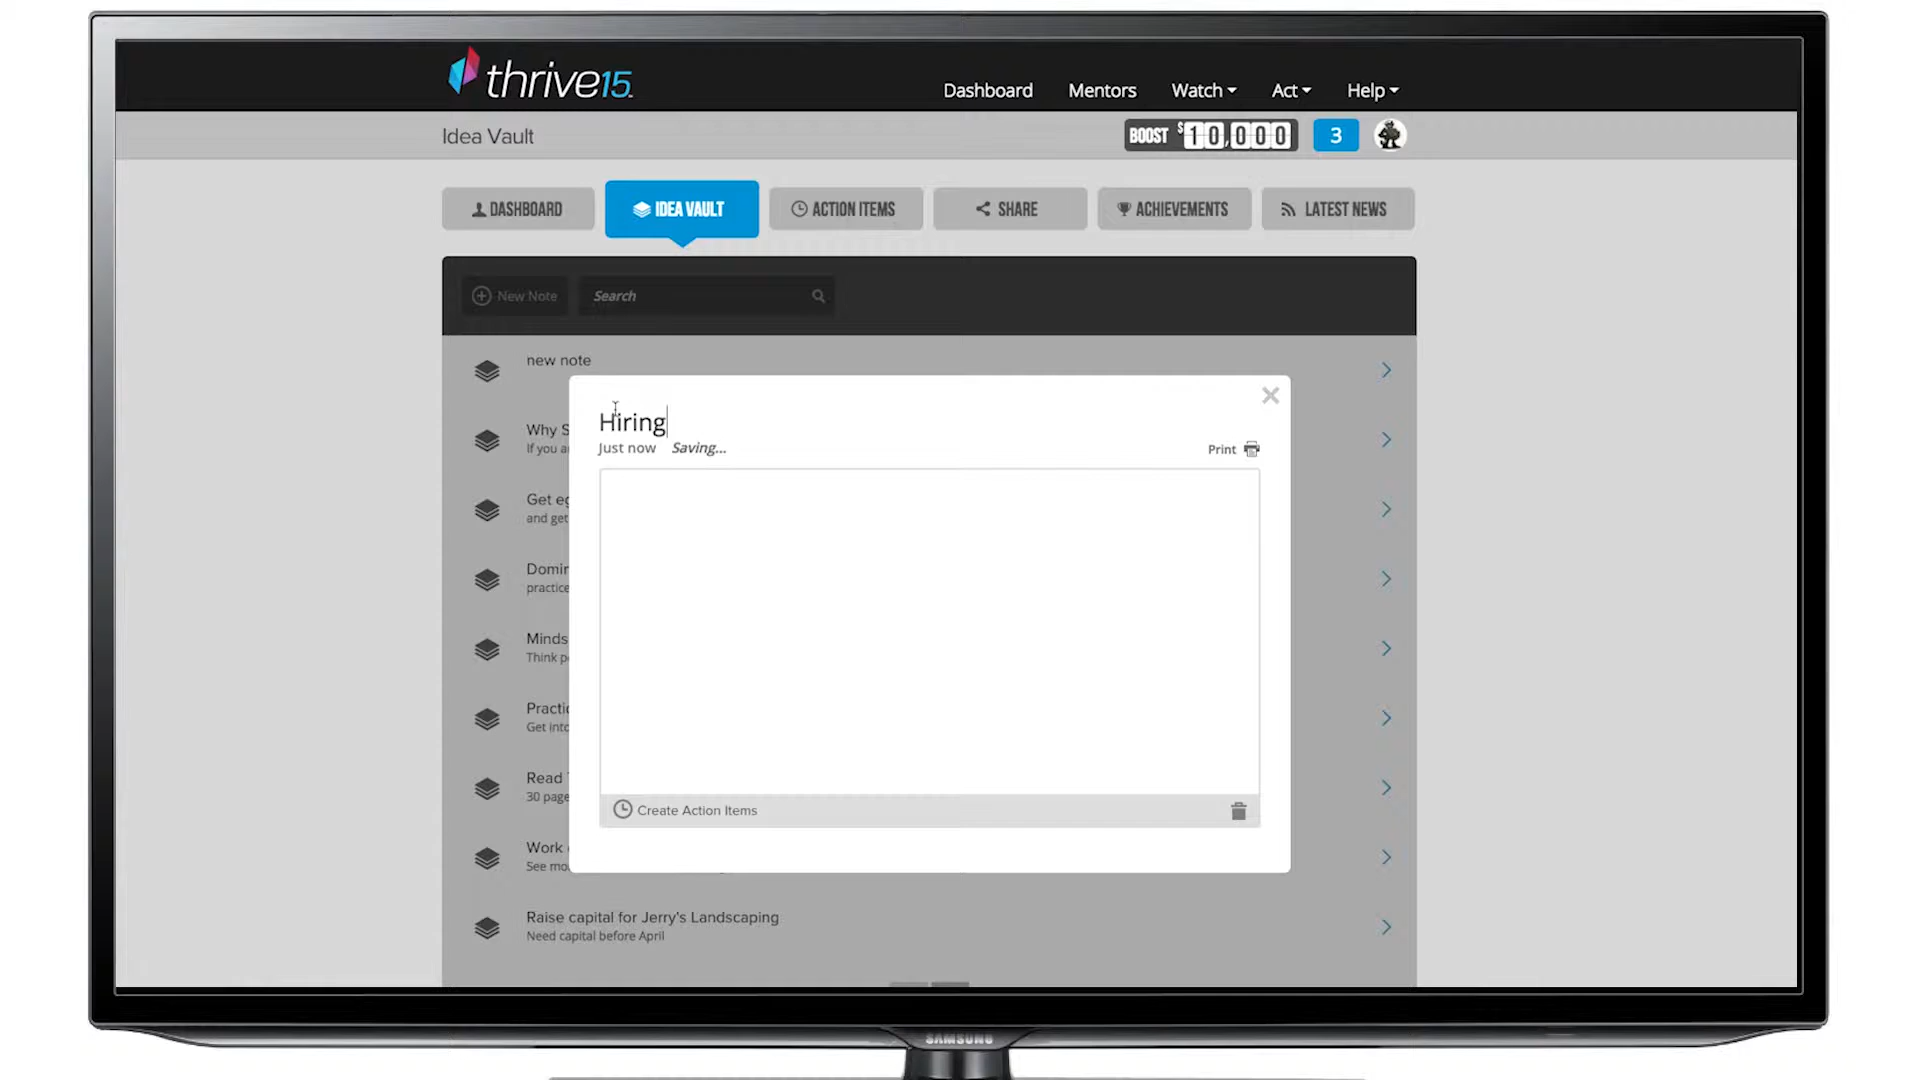 thrive15
Dashboard Mentors Watch Act Help
Idea Vault
BOOST $10,000 3
DASHBOARD IDEA VAULT ACTION ITEMS SHARE ACHIEVEMENTS LATEST NEWS
New Note Search
new note
Hiring
Just now Saving... Print
Why S
If you a
Get eg
and get
Domin
practice
Minds
Think p
Practi
Get into
Read
30 page
Create Action Items
Work
See mo
Raise capital for Jerry's Landscaping
Need capital before April
SAMSUNG